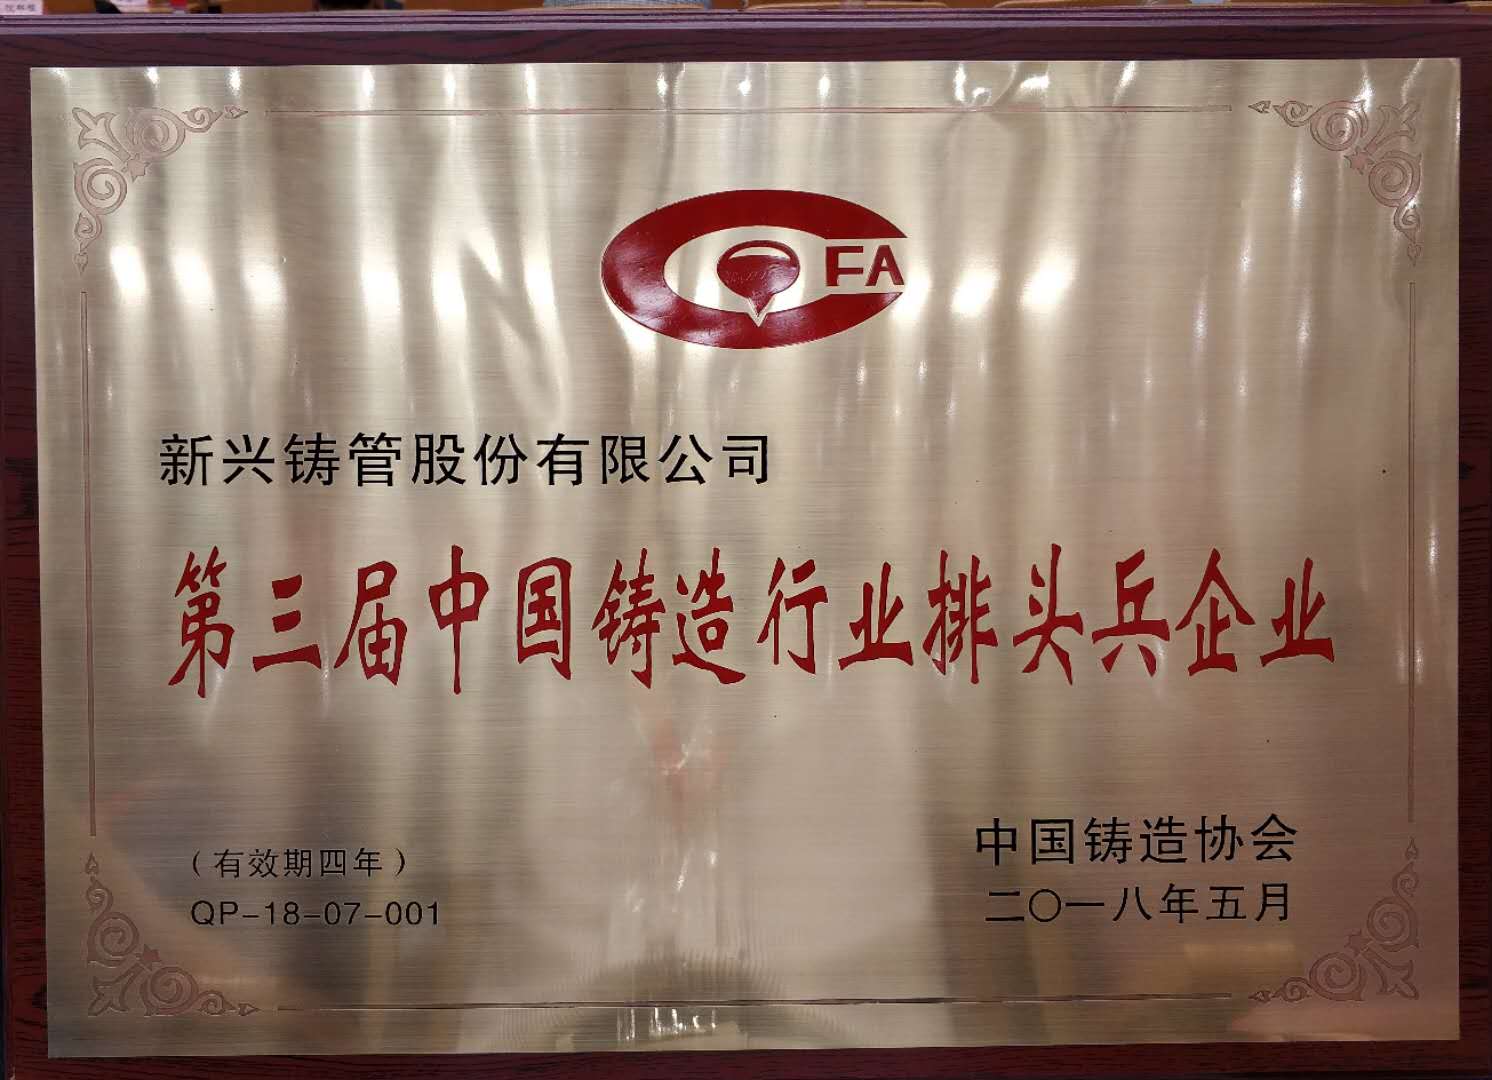 FA
新兴铸管股份有限公司
第三届中国铸造行业排头兵企业
（有效期四年）
QP-18-07-001
中国铸造协会
二〇一八年五月